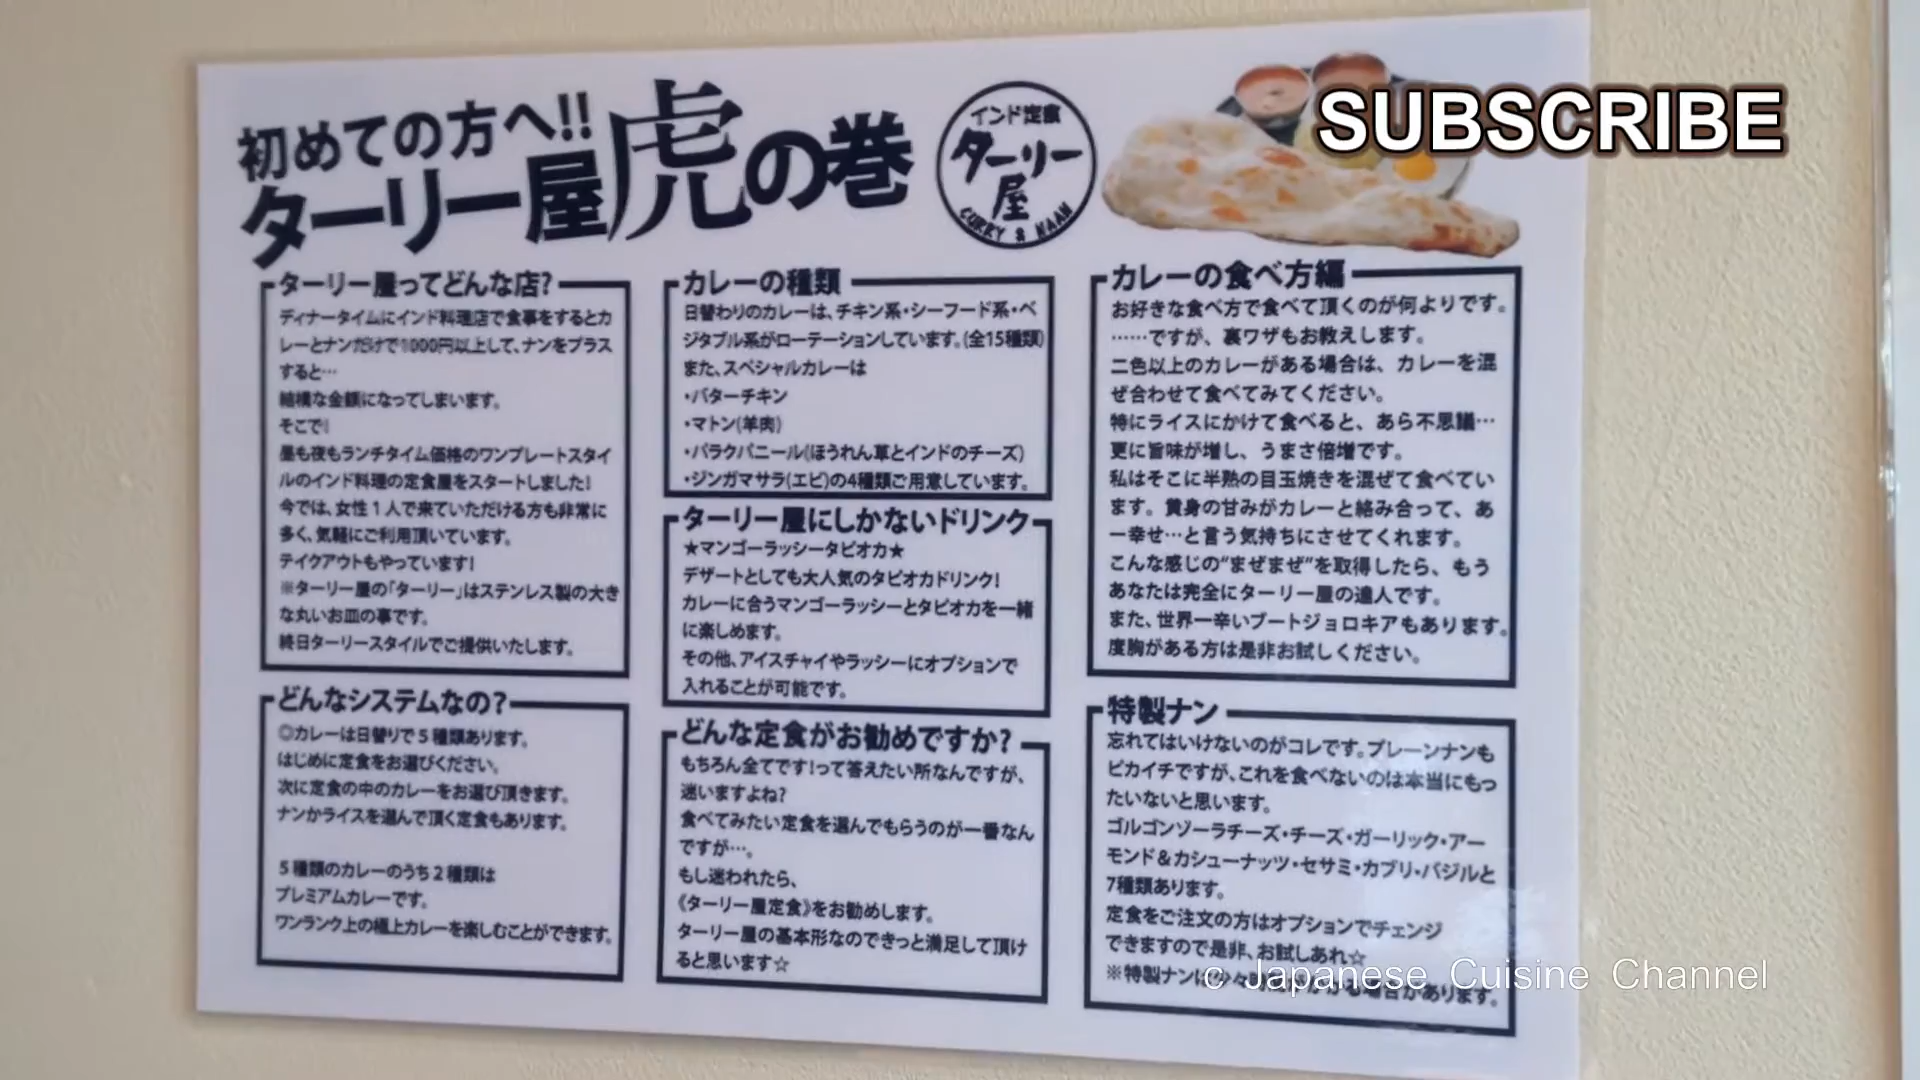 初めての方へ!!
ターリー屋虎の巻
インド定食
ターリー
屋
CURRY & NAAN
SUBSCRIBE
ターリー屋ってどんな店?
ディナータイムにインド料理店で食事をするとカ
レーとナンだけで1000円以上して、ナンをプラス
すると…
結構な金額になってしまいます。
そこで!
昼も夜もランチタイム価格のワンプレートスタイ
ルのインド料理の定食屋をスタートしました!
今では、女性1人で来ていただける方も非常に
多く、気軽にご利用頂いています。
テイクアウトもやっています!
※ターリー屋の「ターリー」はステンレス製の大き
な丸いお皿の事です。
終日ターリースタイルでご提供いたします。
どんなシステムなの?
◎カレーは日替りで5種類あります。
はじめに定食をお選びください。
次に定食の中のカレーをお選び頂きます。
ナンかライスを選んで頂く定食もあります。
5種類のカレーのうち2種類は
プレミアムカレーです。
ワンランク上の極上カレーを楽しむことができます。
カレーの種類
日替わりのカレーは、チキン系・シーフード系・ベ
ジタブル系がローテーションしています。(全15種類)
また、スペシャルカレーは
・バターチキン
・マトン(羊肉)
・パラクパニール(ほうれん草とインドのチーズ)
・ジンガマサラ(エビ)の4種類ご用意しています。
ターリー屋にしかないドリンク
★マンゴーラッシータピオカ★
デザートとしても大人気のタピオカドリンク!
カレーに合うマンゴーラッシーとタピオカを一緒
に楽しめます。
その他、アイスチャイやラッシーにオプションで
入れることが可能です。
どんな定食がお勧めですか?
もちろん全てです!って答えたい所なんですが、
迷いますよね?
食べてみたい定食を選んでもらうのが一番なん
ですが…。
もし迷われたら、
《ターリー屋定食》をお勧めします。
ターリー屋の基本形なのできっと満足して頂け
ると思います☆
カレーの食べ方編
お好きな食べ方で食べて頂くのが何よりです。
……ですが、裏ワザもお教えします。
二色以上のカレーがある場合は、カレーを混
ぜ合わせて食べてみてください。
特にライスにかけて食べると、あら不思議…
更に旨味が増し、うまさ倍増です。
私はそこに半熟の目玉焼きを混ぜて食べてい
ます。黄身の甘みがカレーと絡み合って、あ
ー幸せ…と言う気持ちにさせてくれます。
こんな感じの“まぜまぜ”を取得したら、もう
あなたは完全にターリー屋の達人です。
また、世界一辛いブートジョロキアもあります。
度胸がある方は是非お試しください。
特製ナン
忘れてはいけないのがコレです。プレーンナンも
ピカイチですが、これを食べないのは本当にもっ
たいないと思います。
ゴルゴンゾーラチーズ・チーズ・ガーリック・アー
モンド&カシューナッツ・セサミ・カブリ・バジルと
7種類あります。
定食をご注文の方はオプションでチェンジ
できますので是非、お試しあれ☆
※特製ナンは少々かかる場合があります。
c Japanese Cuisine Channel